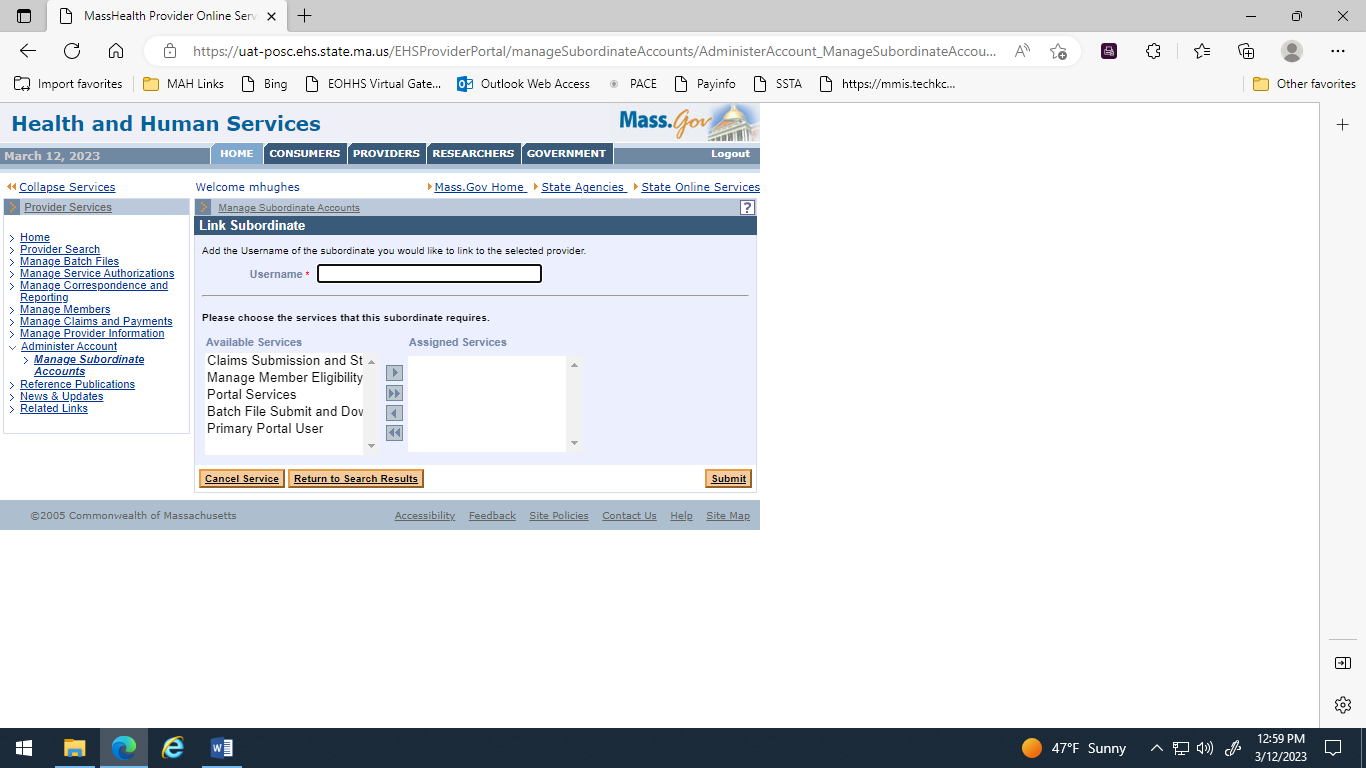 MassHealth Provider Online Serv
https://uat-posc.ehs.state.ma.us/EHSProviderPortal/manageSubordinateAccounts/AdministerAccount_ManageSubordinateAccou...
Import favorites
MAH Links
Bing
EOHHS Virtual Gate...
Outlook Web Access
PACE
Payinfo
SSTA
https://mmis.techkc...
Other favorites
Health and Human Services
Mass.Gov
March 12, 2023
HOME
CONSUMERS
PROVIDERS
RESEARCHERS
GOVERNMENT
Logout
Collapse Services
Welcome mhughes
Mass.Gov Home
State Agencies
State Online Services
Provider Services
Home
Provider Search
Manage Batch Files
Manage Service Authorizations
Manage Correspondence and
Reporting
Manage Members
Manage Claims and Payments
Manage Provider Information
Administer Account
Manage Subordinate
Accounts
Reference Publications
News & Updates
Related Links
Manage Subordinate Accounts
?
Link Subordinate
Add the Username of the subordinate you would like to link to the selected provider.
Username *
Please choose the services that this subordinate requires.
Available Services
Assigned Services
Claims Submission and St
Manage Member Eligibility
Portal Services
Batch File Submit and Dow
Primary Portal User
Cancel Service
Return to Search Results
Submit
©2005 Commonwealth of Massachusetts
Accessibility
Feedback
Site Policies
Contact Us
Help
Site Map
47°F Sunny
12:59 PM
3/12/2023